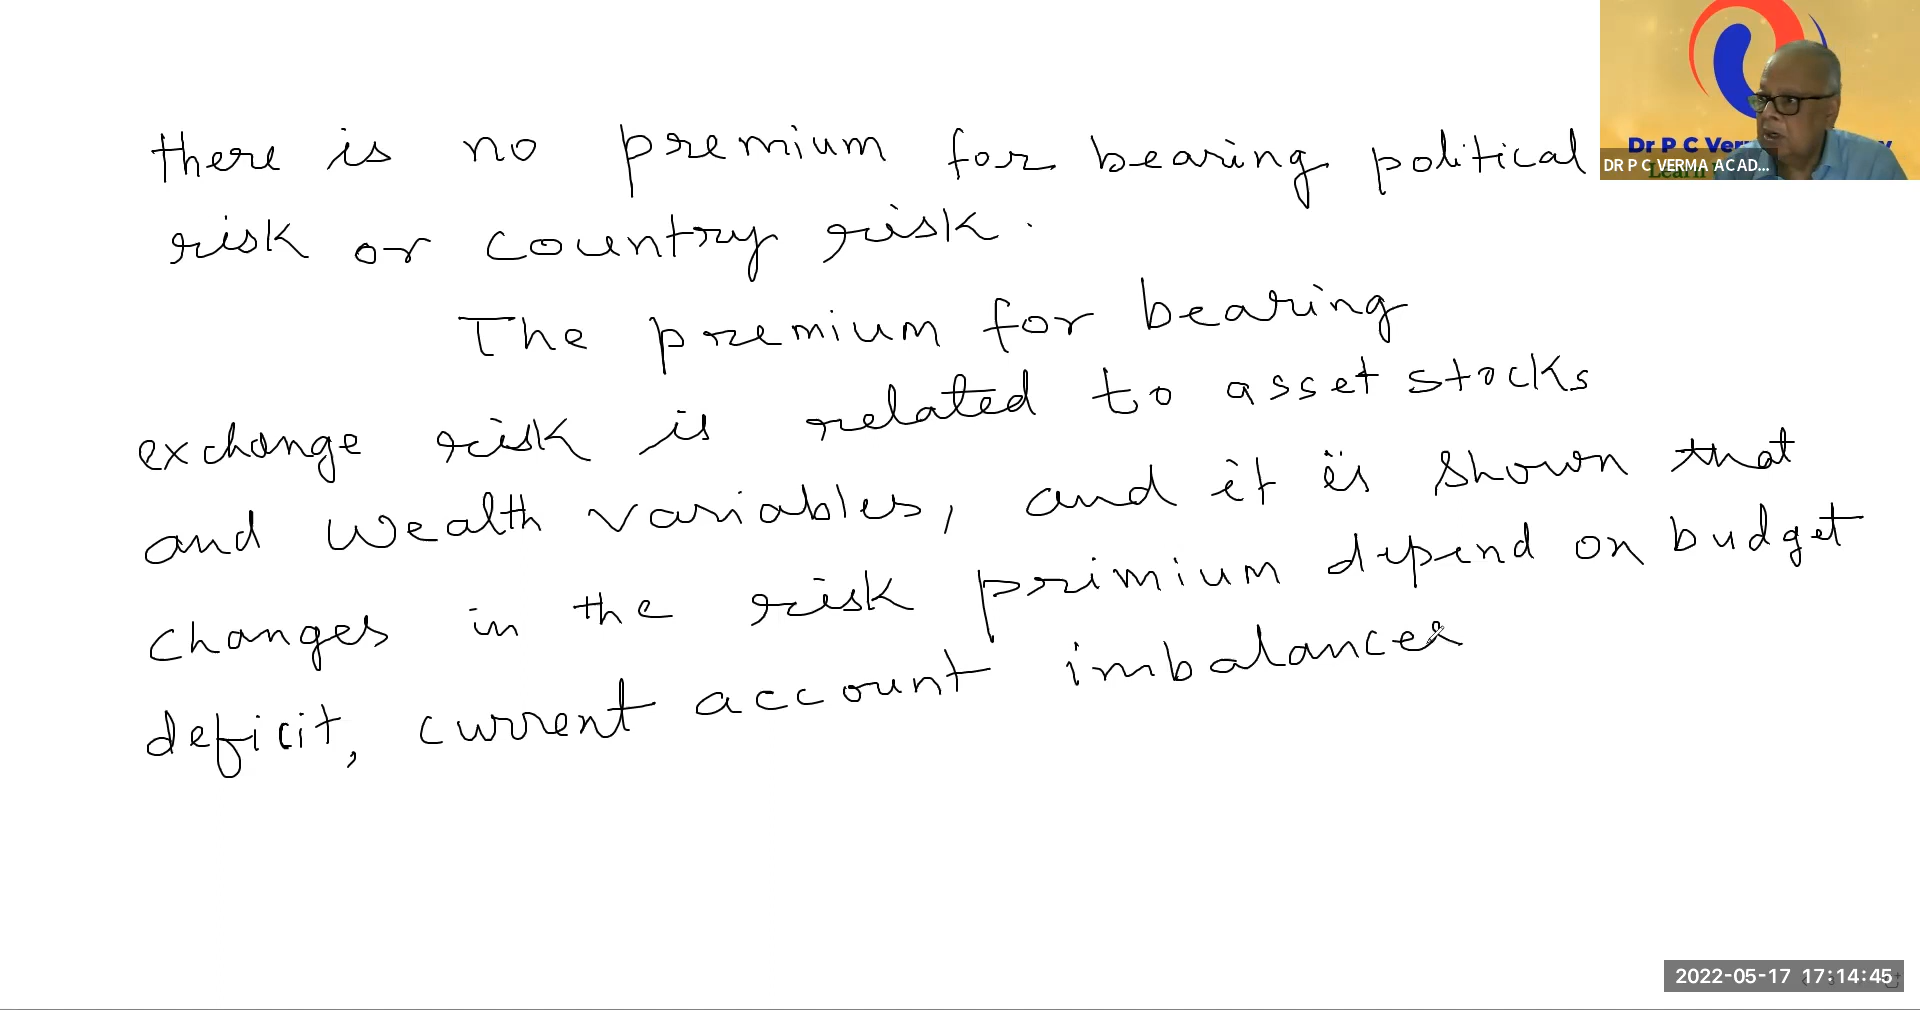 there is no premium for bearing political
risk or country risk.
The premium for bearing
exchange risk is related to asset stocks
and wealth variables, and it is shown that
changes in the risk primium depend on budget
deficit, current account imbalances
Dr P C Ver
DR P C VERMA ACAD...
Learn
2022-05-17 17:14:45